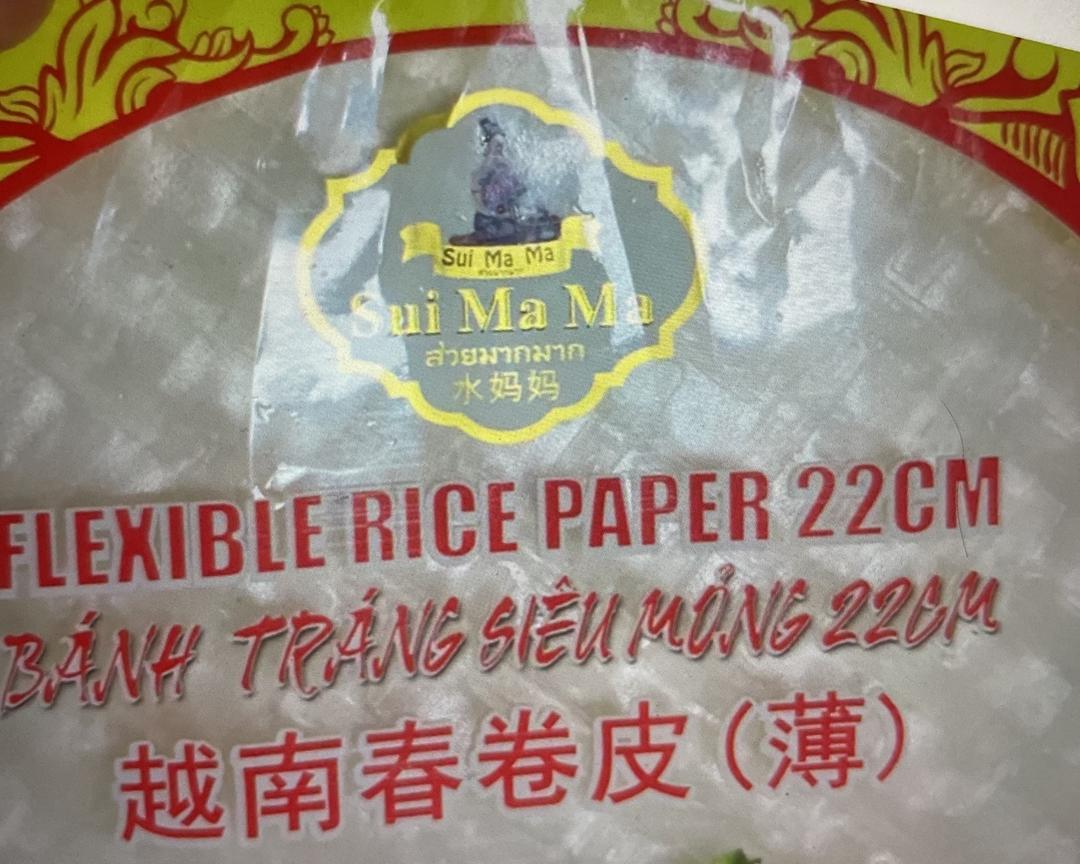 Sui Ma Ma
Sui Ma Ma
ส่วยมากมาก
水妈妈
FLEXIBLE RICE PAPER 22CM
BÁNH TRÁNG SIÊU MỎNG 22CM
越南春卷皮(薄)